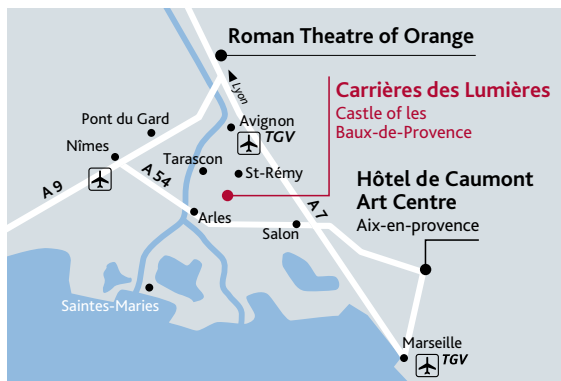 Roman Theatre of Orange
Lyon
Carrières des Lumières
Castle of les
Baux-de-Provence
Pont du Gard
Avignon
TGV
Nîmes
Tarascon
St-Rémy
A 9
A 54
Hôtel de Caumont
Art Centre
Aix-en-provence
Arles
A 7
Salon
Saintes-Maries
Marseille
TGV